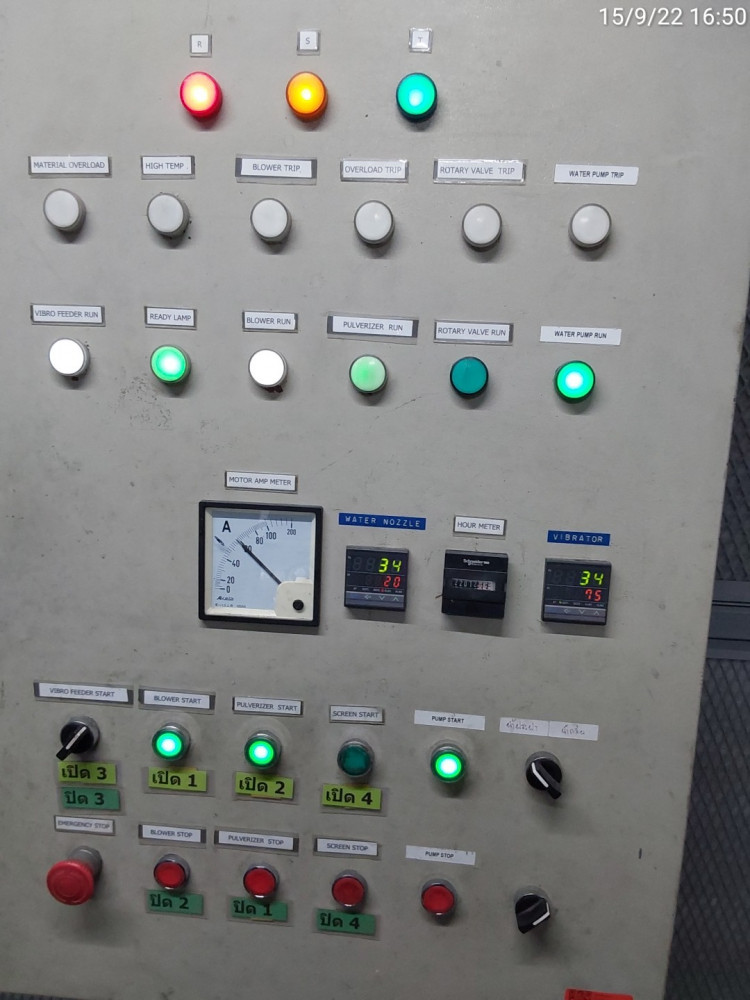 15/9/22 16:50
R
S
T
MATERIAL OVERLOAD
HIGH TEMP
BLOWER TRIP
OVERLOAD TRIP
ROTARY VALVE TRIP
WATER PUMP TRIP
VIBRO FEEDER RUN
READY LAMP
BLOWER RUN
PULVERIZER RUN
ROTARY VALVE RUN
WATER PUMP RUN
MOTOR AMP METER
WATER NOZZLE
HOUR METER
VIBRATOR
A
200
100
80
40
20
0
34
20
34
75
VIBRO FEEDER START
BLOWER START
PULVERIZER START
SCREEN START
PUMP START
เปิด 3
เปิด 1
เปิด 2
เปิด 4
ปิด 3
EMERGENCY STOP
BLOWER STOP
PULVERIZER STOP
SCREEN STOP
PUMP STOP
ปิด 2
ปิด 1
ปิด 4